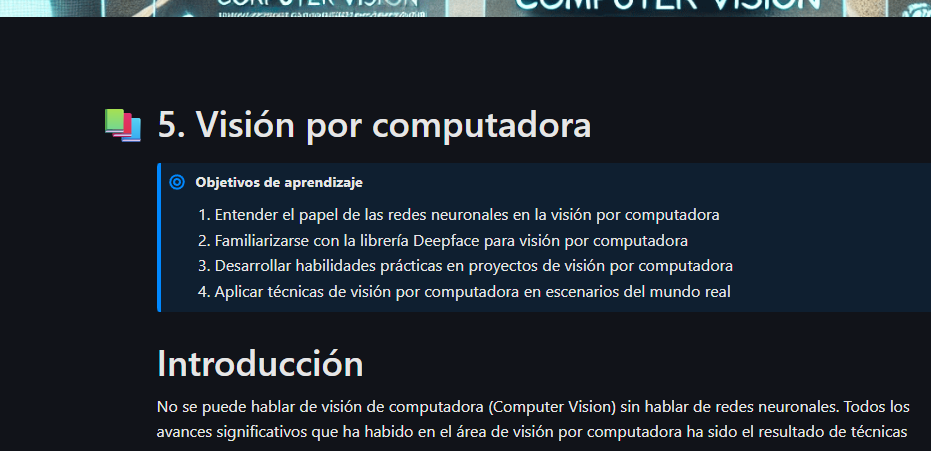 COMPUTER VISION
COMPUTER VISION
5. Visión por computadora
Objetivos de aprendizaje
1. Entender el papel de las redes neuronales en la visión por computadora
2. Familiarizarse con la librería Deepface para visión por computadora
3. Desarrollar habilidades prácticas en proyectos de visión por computadora
4. Aplicar técnicas de visión por computadora en escenarios del mundo real
Introducción
No se puede hablar de visión de computadora (Computer Vision) sin hablar de redes neuronales. Todos los
avances significativos que ha habido en el área de visión por computadora ha sido el resultado de técnicas